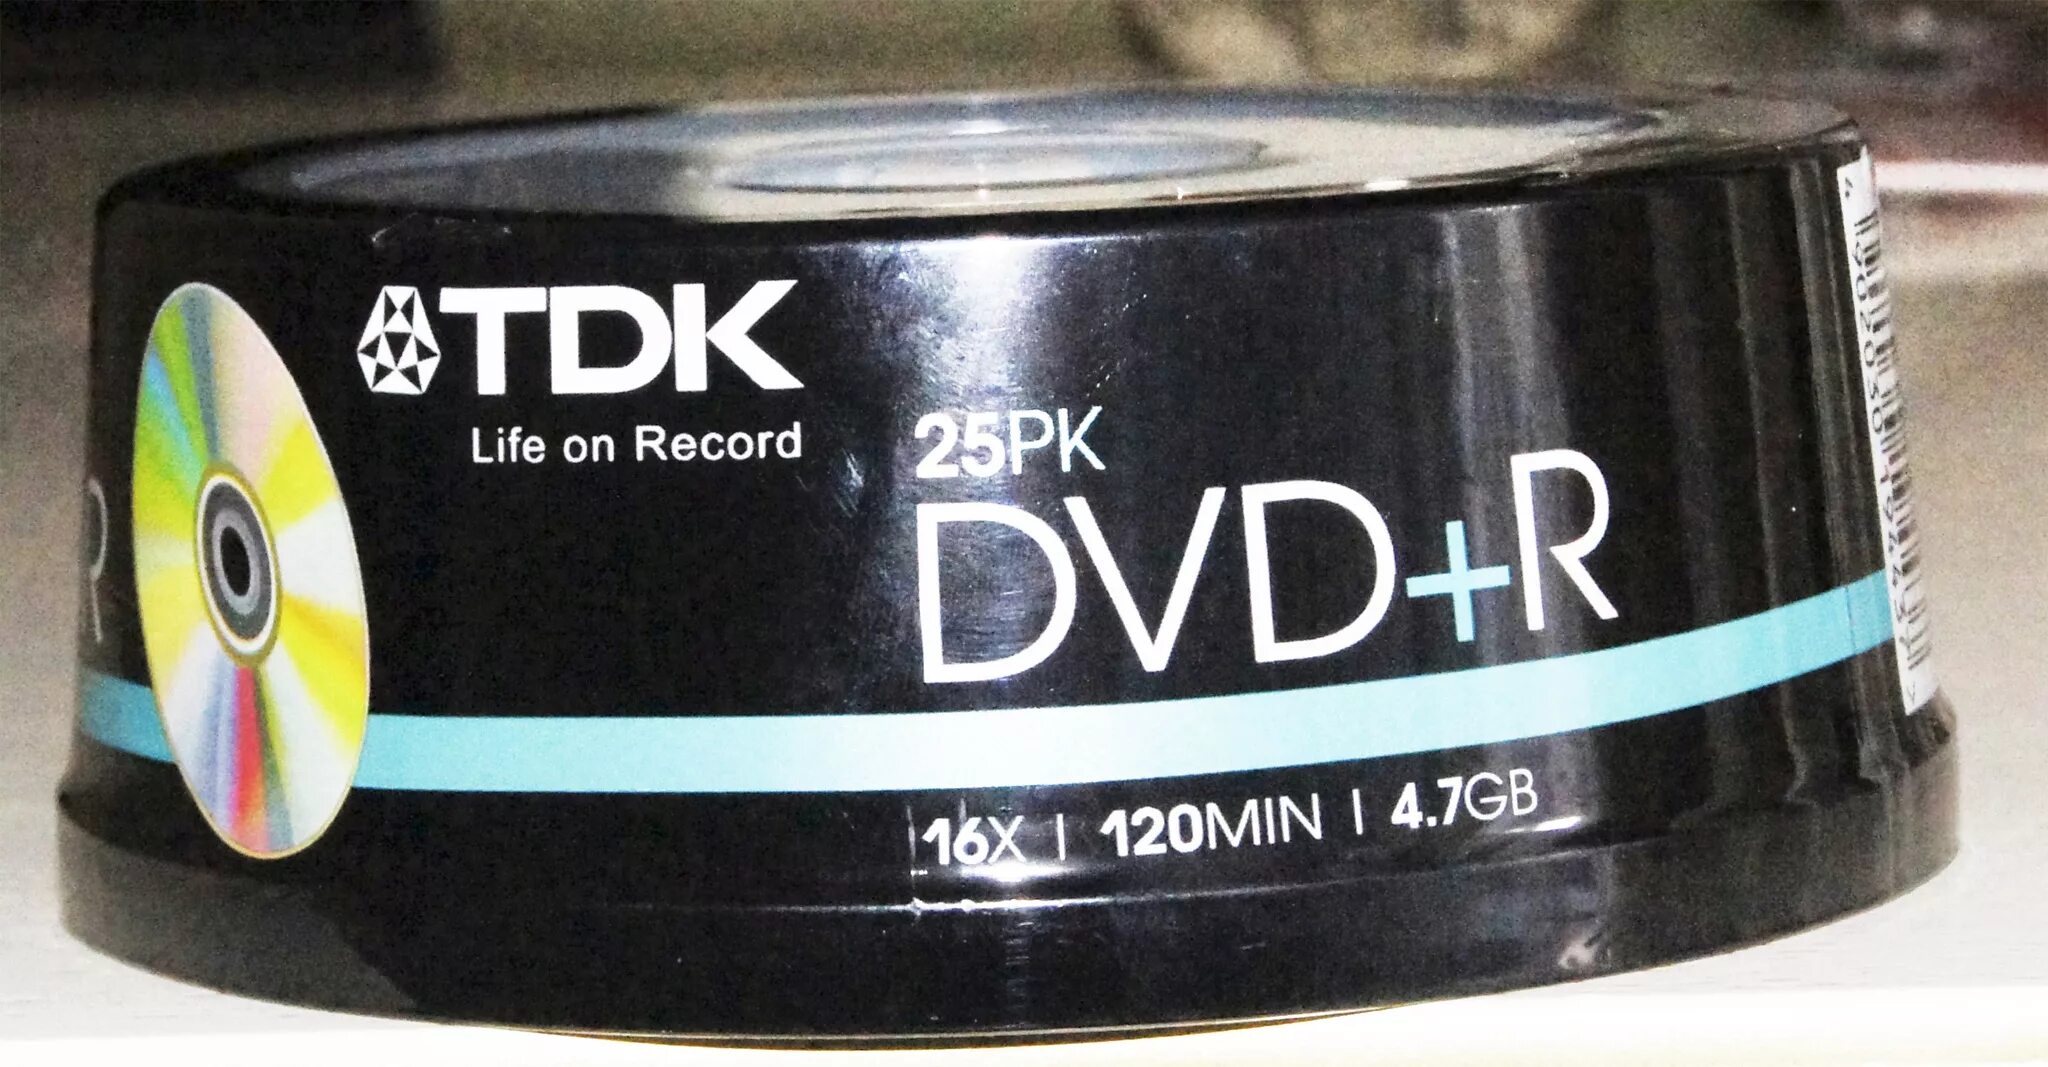 TDK
Life on Record
25PK
DVD+R
16X | 120MIN | 4.7GB